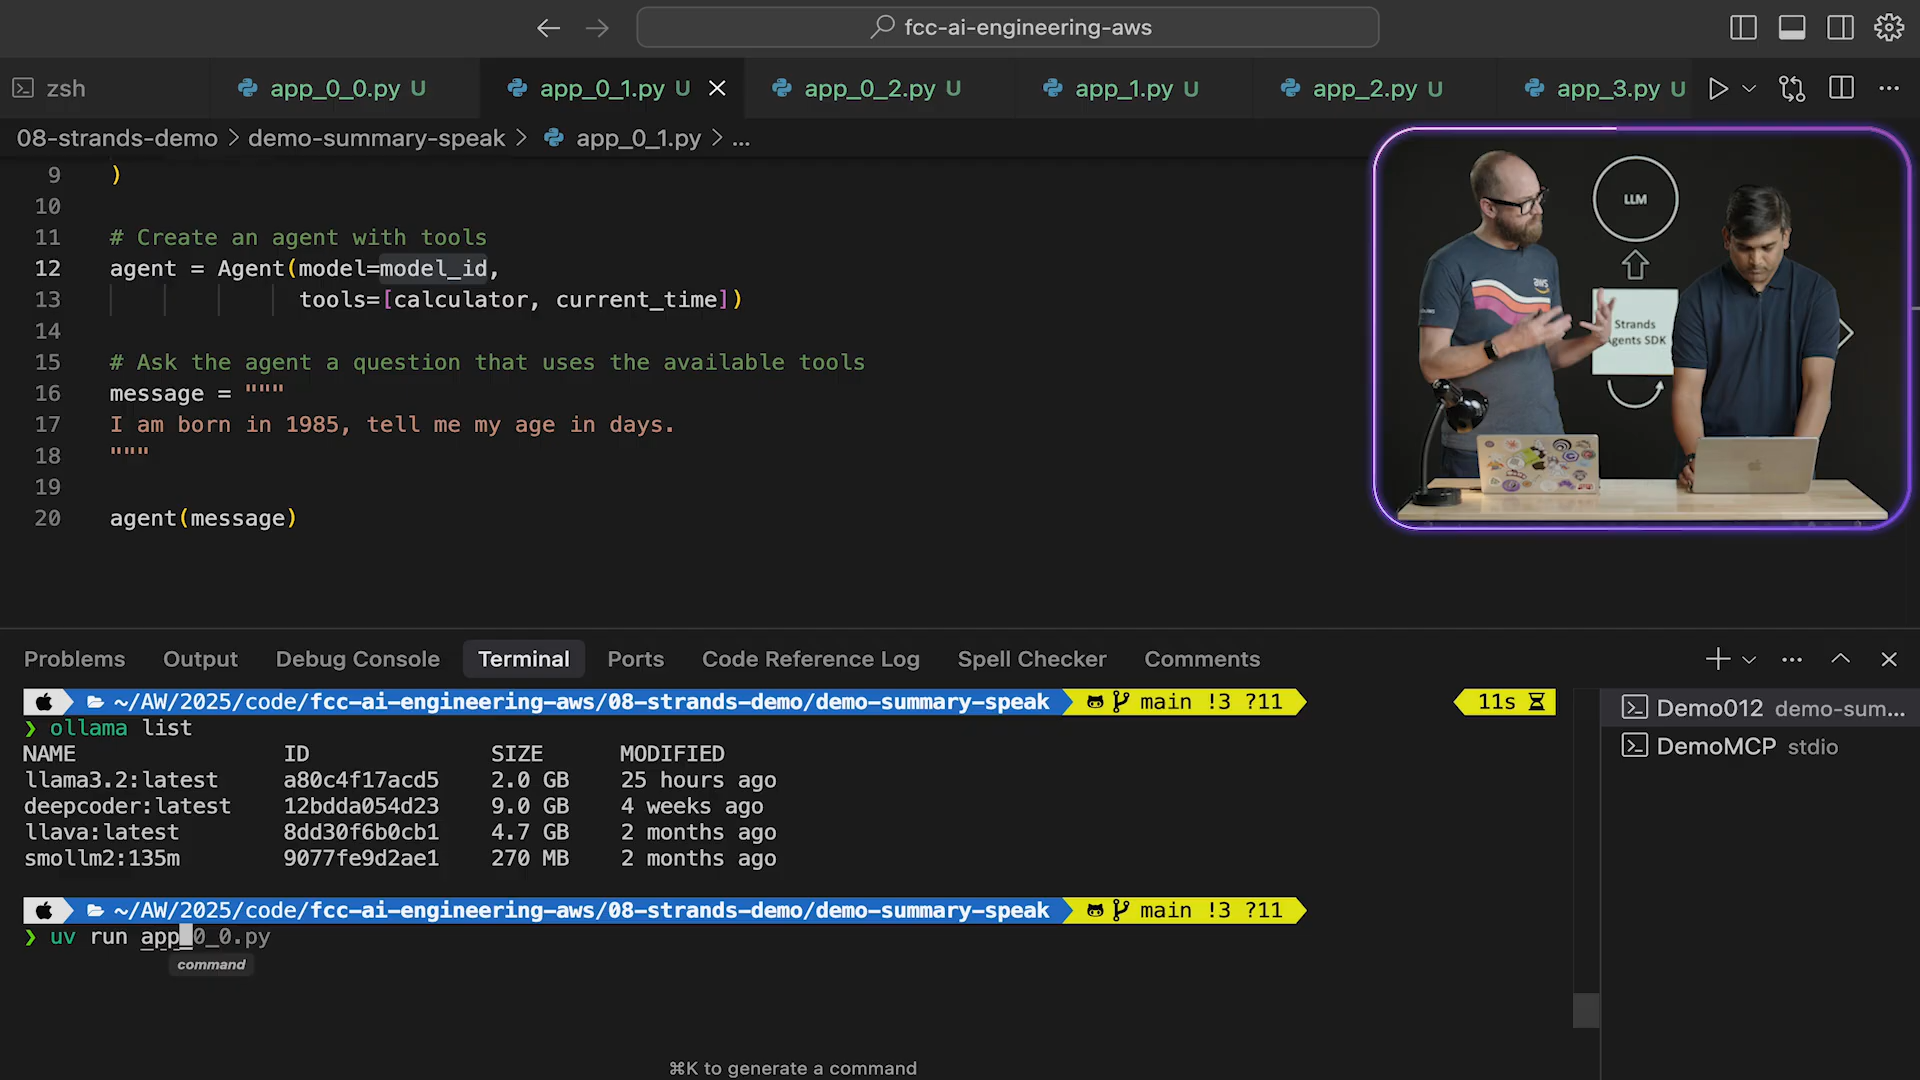 fcc-ai-engineering-aws
zsh
app_0_0.py U
app_0_1.py U
app_0_2.py U
app_1.py U
app_2.py U
app_3.py U
08-strands-demo > demo-summary-speak > app_0_1.py > ...
9 )
10
11 # Create an agent with tools
12 agent = Agent(model=model_id,
13 tools=[calculator, current_time])
14
15 # Ask the agent a question that uses the available tools
16 message = """
17 I am born in 1985, tell me my age in days.
18 """
19
20 agent(message)
LLM
aws
Strands
Agents SDK
Problems Output Debug Console Terminal Ports Code Reference Log Spell Checker Comments
~/AW/2025/code/fcc-ai-engineering-aws/08-strands-demo/demo-summary-speak main !3 ?11 11s
❯ ollama list
NAME ID SIZE MODIFIED
llama3.2:latest a80c4f17acd5 2.0 GB 25 hours ago
deepcoder:latest 12bdda054d23 9.0 GB 4 weeks ago
llava:latest 8dd30f6b0cb1 4.7 GB 2 months ago
smollm2:135m 9077fe9d2ae1 270 MB 2 months ago
~/AW/2025/code/fcc-ai-engineering-aws/08-strands-demo/demo-summary-speak main !3 ?11
❯ uv run app_0_0.py
command
⌘K to generate a command
Demo012 demo-sum...
DemoMCP stdio